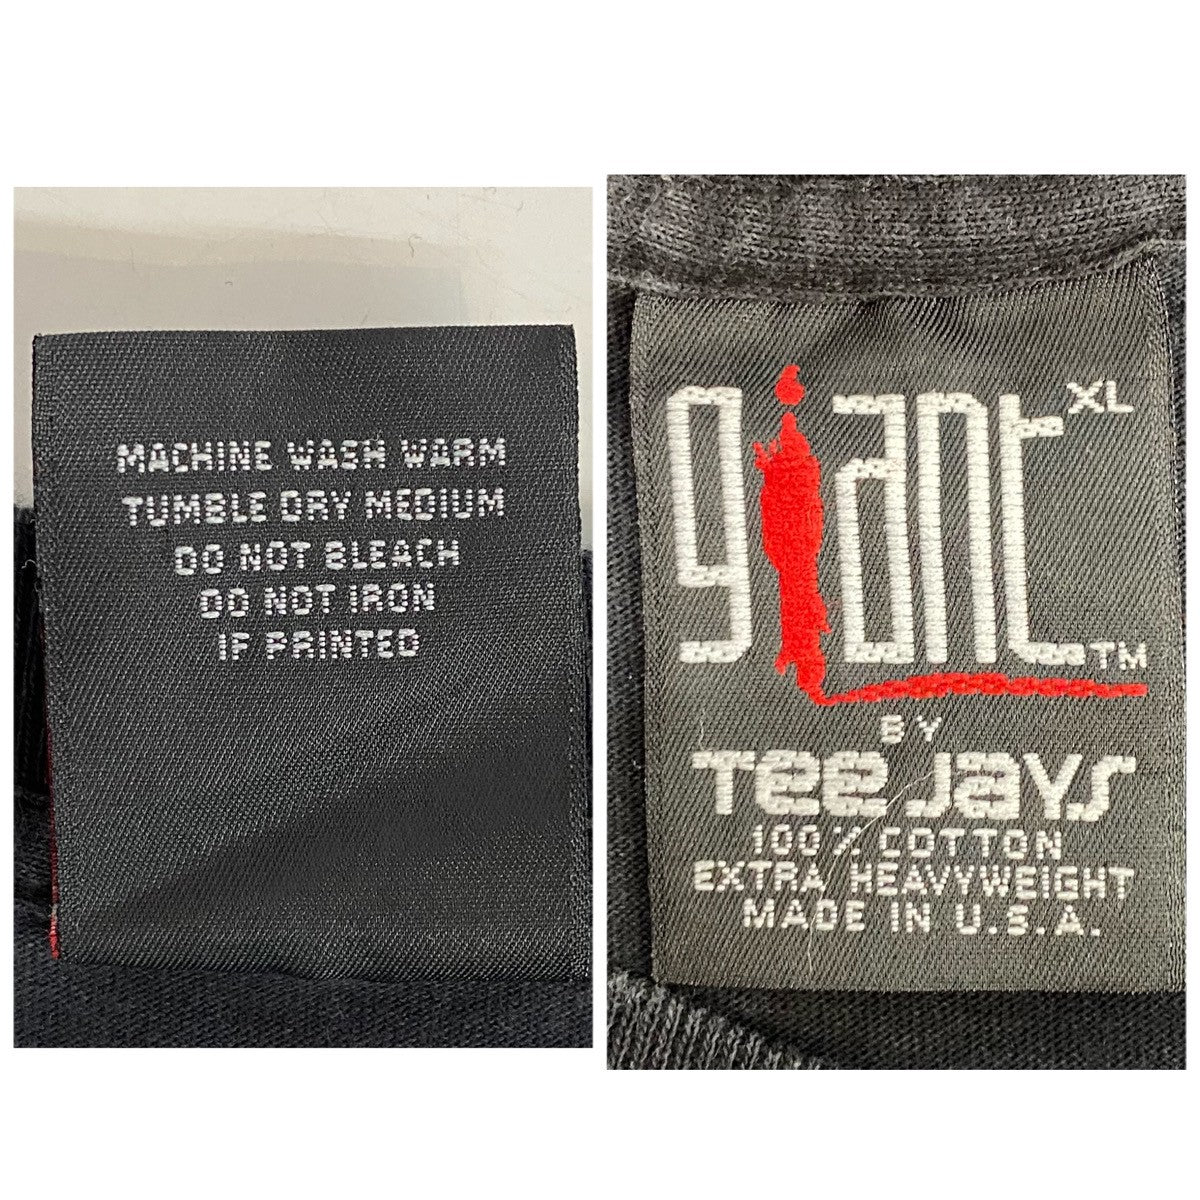 MACHINE WASH WARM
TUMBLE DRY MEDIUM
DO NOT BLEACH
DO NOT IRON
IF PRINTED
giant XL
TM
BY
Tee Jays
100% COTTON
EXTRA HEAVYWEIGHT
MADE IN U.S.A.